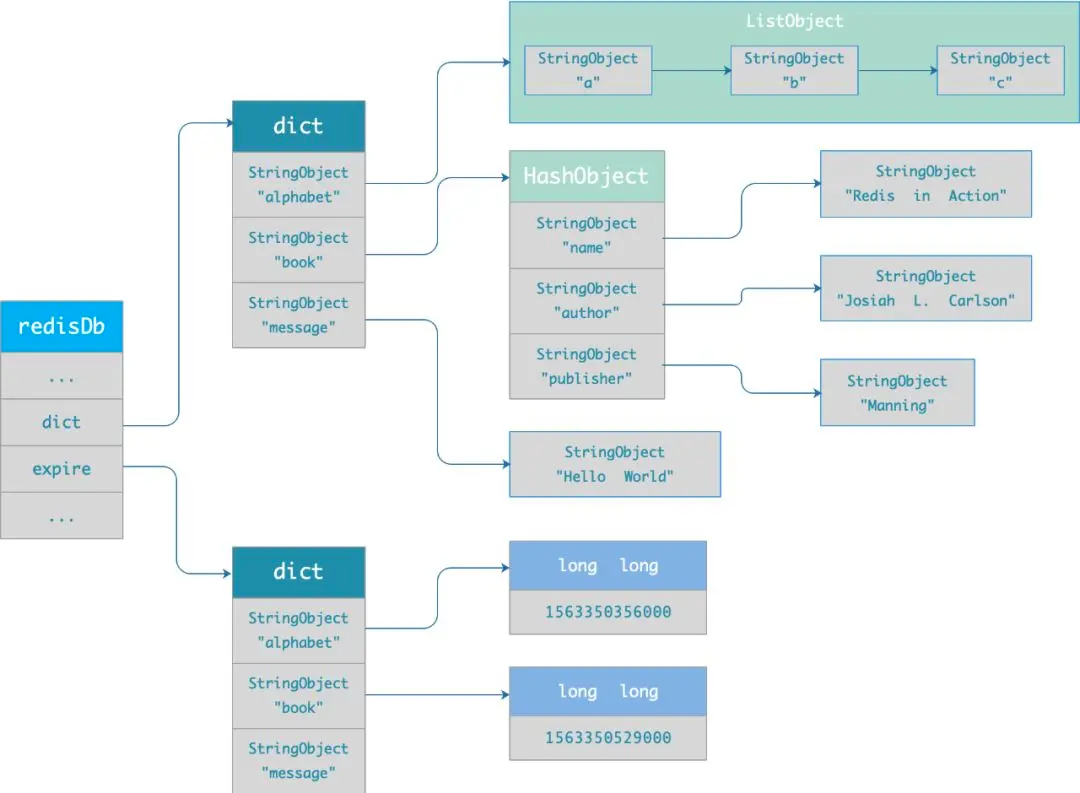 ListObject
StringObject
"a"
StringObject
"b"
StringObject
"c"
dict
StringObject
"alphabet"
StringObject
"book"
StringObject
"message"
HashObject
StringObject
"name"
StringObject
"author"
StringObject
"publisher"
StringObject
"Redis in Action"
StringObject
"Josiah L. Carlson"
StringObject
"Manning"
redisDb
...
dict
expire
...
StringObject
"Hello World"
dict
StringObject
"alphabet"
StringObject
"book"
StringObject
"message"
long long
1563350356000
long long
1563350529000